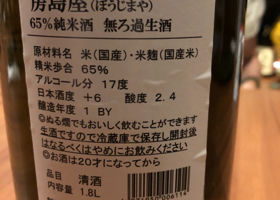 房島屋(ぼうじまや)
65%純米酒 無ろ過生酒
原材料名 米(国産)・米麹(国産米)
精米歩合 65%
アルコール分 17度
日本酒度 +6 酸度 2.4
醸造年度 1 BY
◎ぬる燗でもおいしく飲むことができます
生酒ですので冷蔵庫で保存し開封後
はなるべくはやめにお飲みください
◎お酒は20才になってから
品目 清酒
容量 1.8L